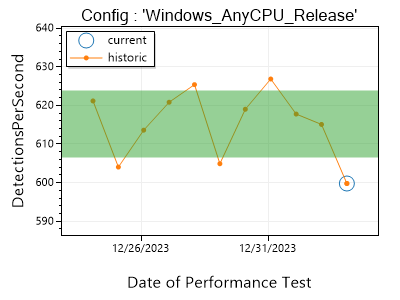 Config : 'Windows_AnyCPU_Release'
current
historic
640
630
620
610
600
590
DetectionsPerSecond
12/26/2023
12/31/2023
Date of Performance Test